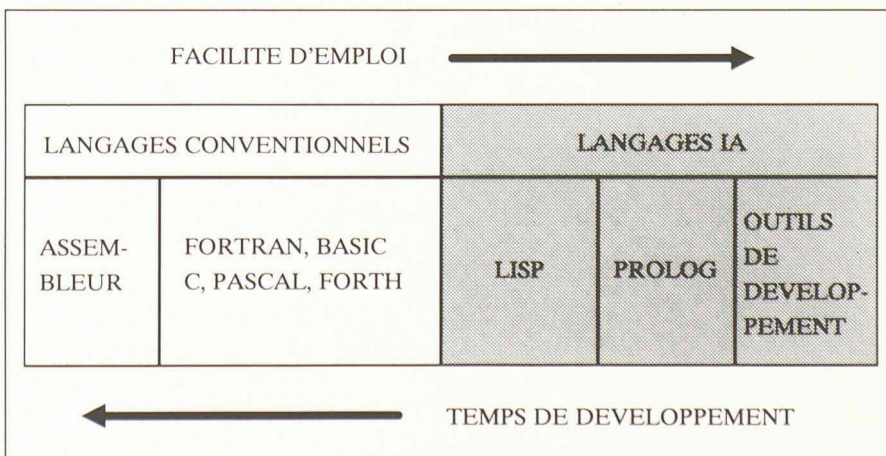 FACILITE D'EMPLOI
LANGAGES CONVENTIONNELS
LANGAGES IA
ASSEM-
BLEUR
FORTRAN, BASIC
C, PASCAL, FORTH
LISP
PROLOG
OUTILS
DE
DEVELOP-
PEMENT
TEMPS DE DEVELOPPEMENT